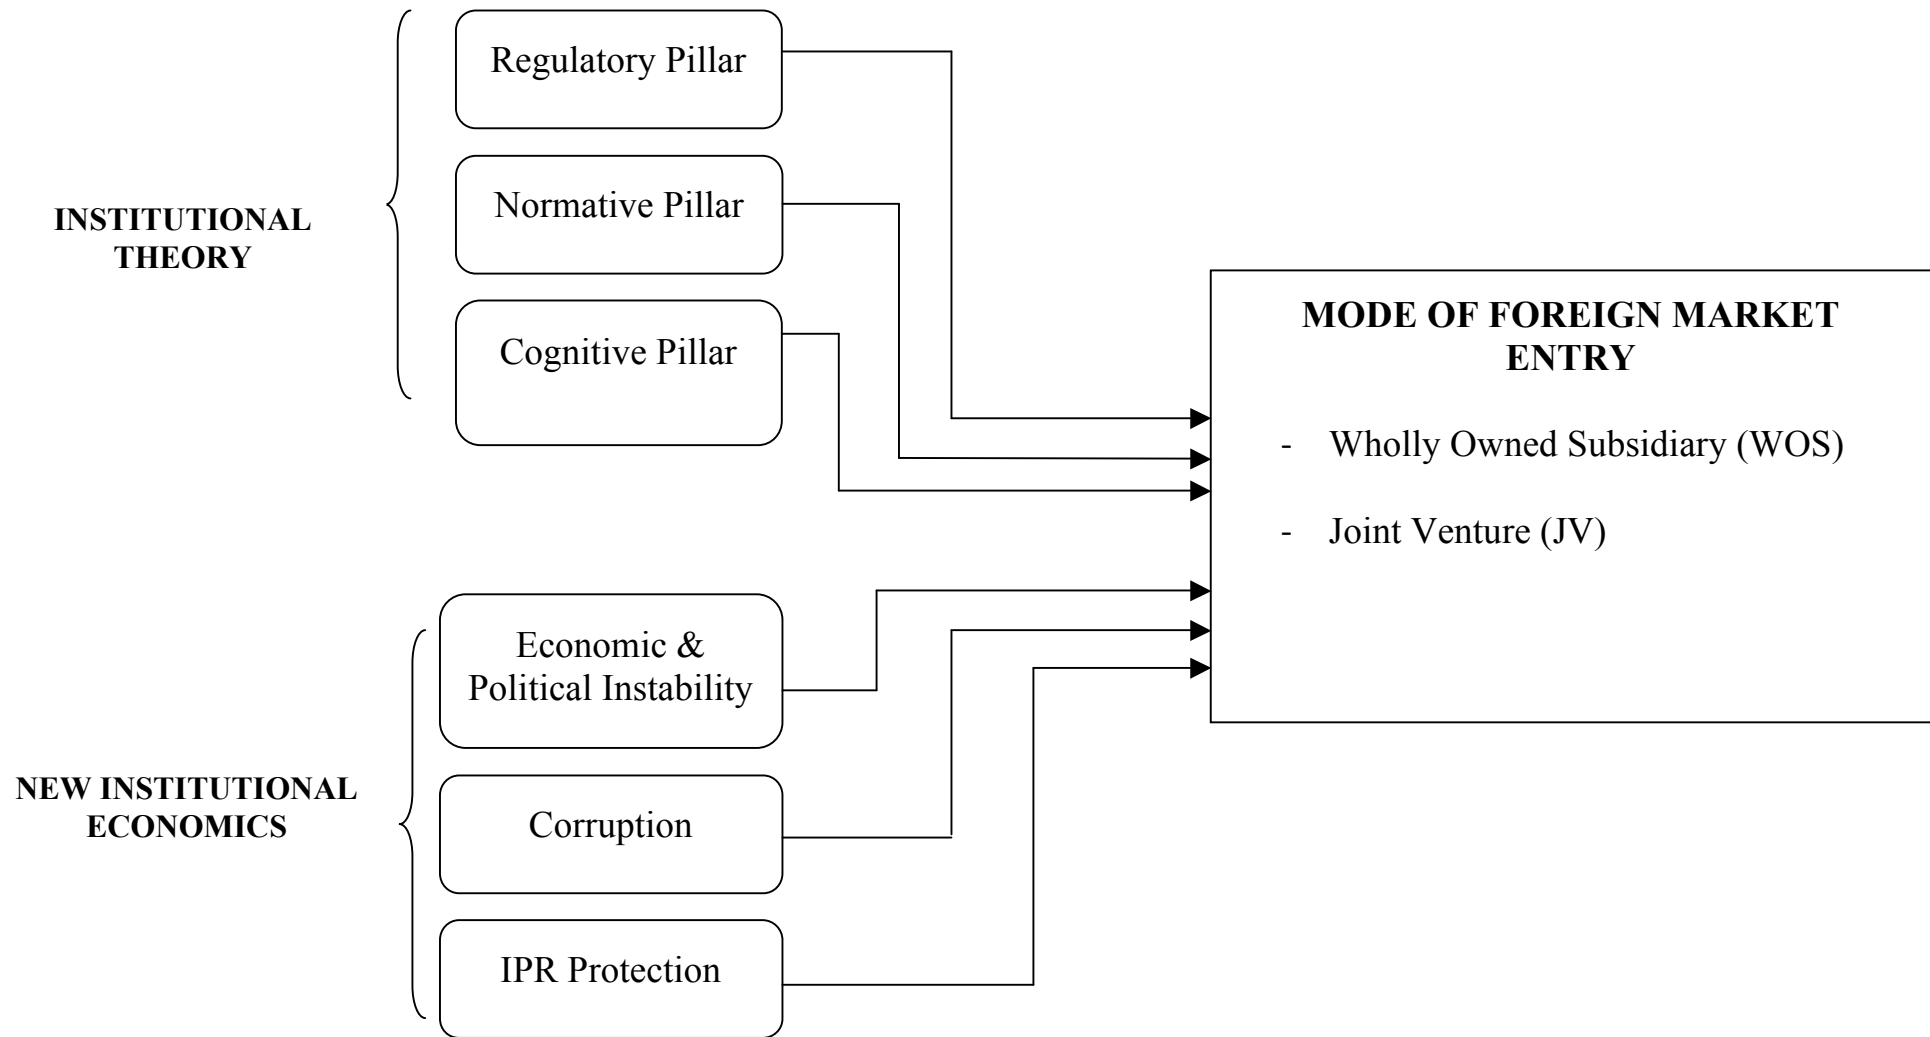 Regulatory Pillar
Normative Pillar
INSTITUTIONAL
THEORY
Cognitive Pillar
MODE OF FOREIGN MARKET
ENTRY
- Wholly Owned Subsidiary (WOS)
- Joint Venture (JV)
Economic &
Political Instability
NEW INSTITUTIONAL
ECONOMICS
Corruption
IPR Protection